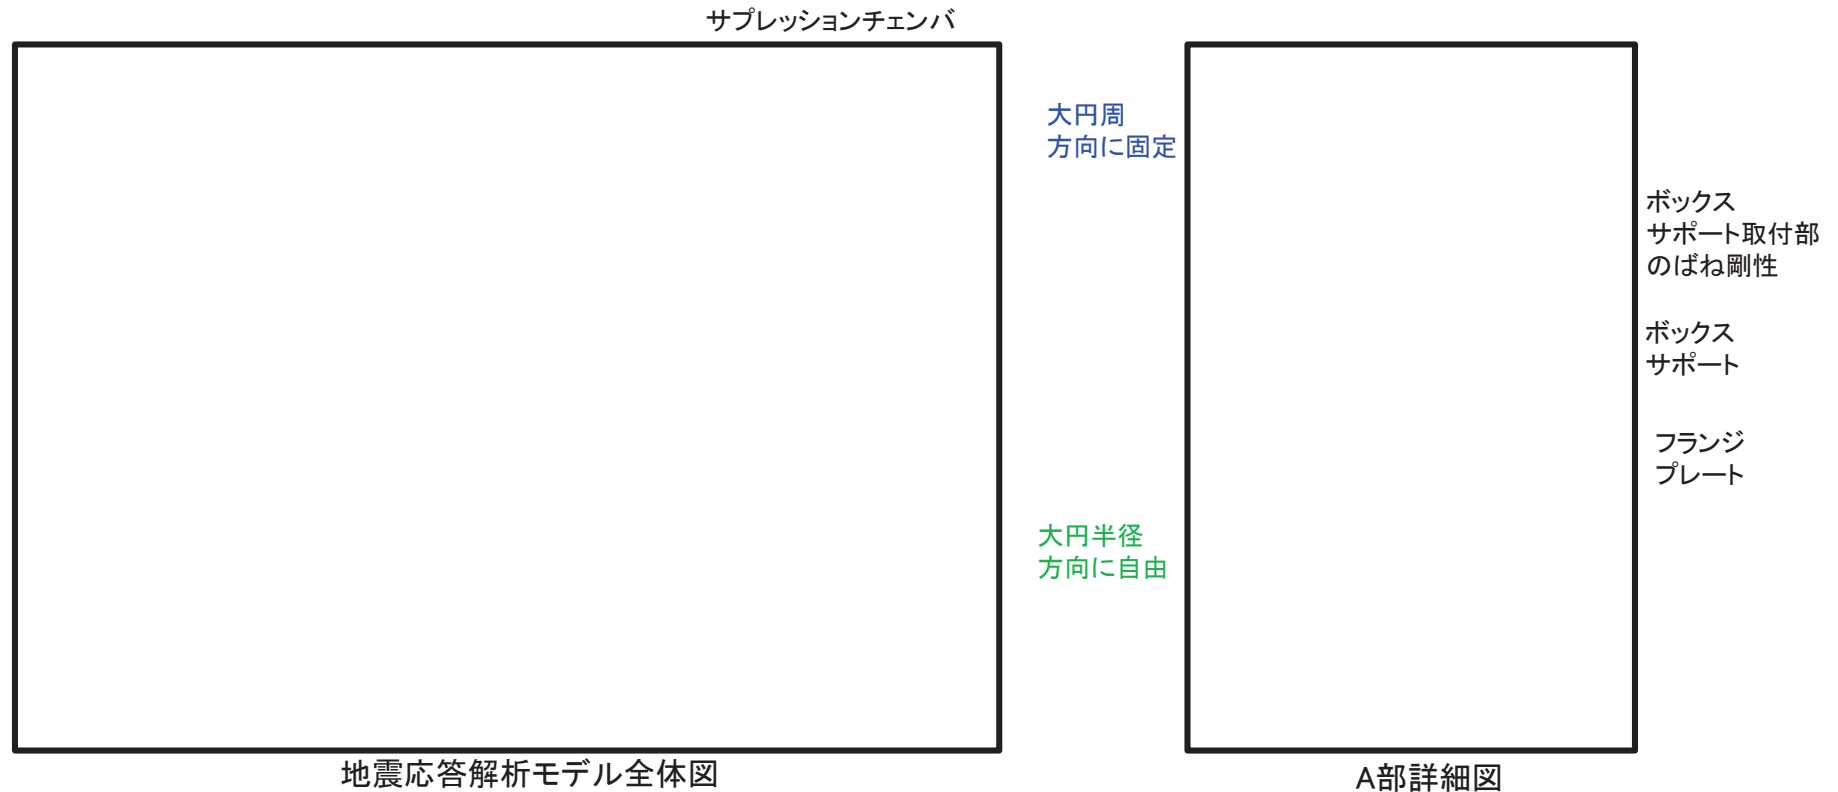 サプレッションチェンバ
大円周
方向に固定
ボックス
サポート取付部
のばね剛性
ボックス
サポート
フランジ
プレート
大円半径
方向に自由
地震応答解析モデル全体図
A部詳細図